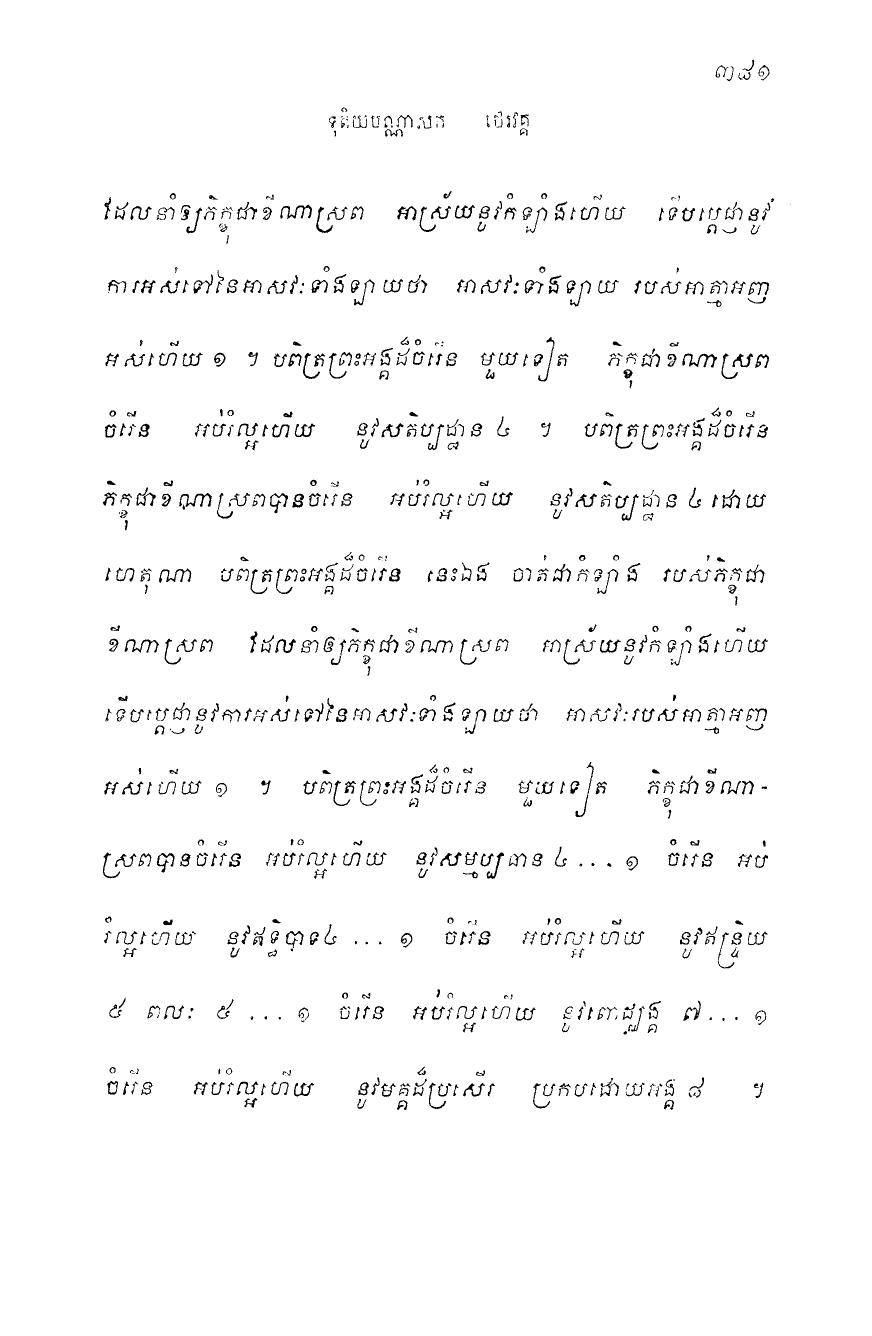 ៣៨១
ទុតិយបណ្ណាសក ថេរវគ្គ
ដែលនាំឲ្យភិក្ខុជាខីណាស្រព អាស្រ័យនូវកំឡាំងហើយ ទើបប្តេជ្ញានូវ
ការអស់ទៅនៃអាសវៈទាំងឡាយថា អាសវៈទាំងឡាយ របស់អាត្មាអញ
អស់ហើយ ១ ។ បពិត្រព្រះអង្គដ៏ចំរើន មួយទៀត ភិក្ខុជាខីណាស្រព
ចំរើន អប់រំល្អហើយ នូវសតិប្បដ្ឋាន ៤ ។ បពិត្រព្រះអង្គដ៏ចំរើន
ភិក្ខុជាខីណាស្រពបានចំរើន អប់រំល្អហើយ នូវសតិប្បដ្ឋាន ៤ ដោយ
ហេតុណា បពិត្រព្រះអង្គដ៏ចំរើន នេះឯង ចាត់ជាកំឡាំង របស់ភិក្ខុជា
ខីណាស្រព ដែលនាំឲ្យភិក្ខុជាខីណាស្រព អាស្រ័យនូវកំឡាំងហើយ
ទើបប្តេជ្ញានូវការអស់ទៅនៃអាសវៈទាំងឡាយថា អាសវៈរបស់អាត្មាអញ
អស់ហើយ ១ ។ បពិត្រព្រះអង្គដ៏ចំរើន មួយទៀត ភិក្ខុជាខីណា-
ស្រពបានចំរើន អប់រំល្អហើយ នូវសម្មប្បធាន ៤ ... ១ ចំរើន អប់
រំល្អហើយ នូវឥទ្ធិបាទ៤ ... ១ ចំរើន អប់រំល្អហើយ នូវឥន្ទ្រិយ
៥ ពលៈ ៥ ... ១ ចំរើន អប់រំល្អហើយ នូវពោជ្ឈង្គ ៧ ... ១
ចំរើន អប់រំល្អហើយ នូវមគ្គដ៏ប្រសើរ ប្រកបដោយអង្គ ៨ ។